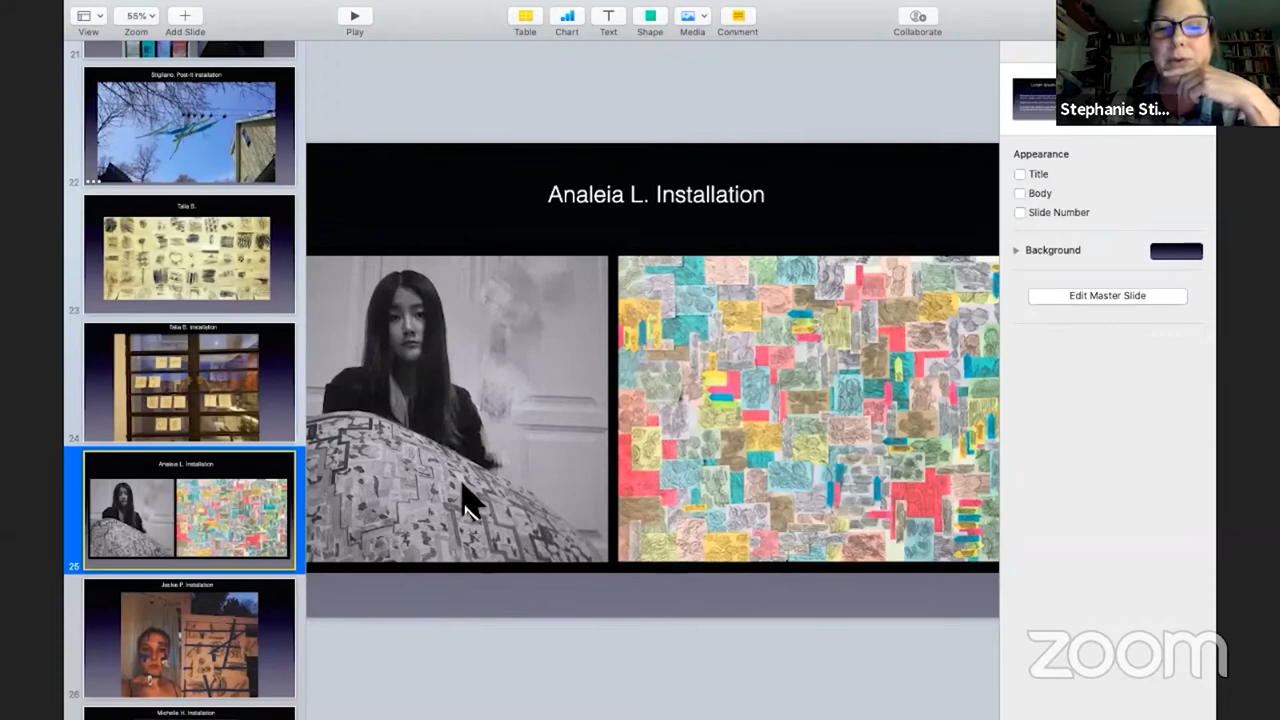 55%
View
Zoom
Add Slide
Play
Table
Chart
Text
Shape
Media
Comment
Collaborate
Stephanie Sti...
21
Stigliano, Post-It Installation
22
Talia B.
23
Talia B. Installation
24
Analeia L. Installation
25
Jackie P. Installation
26
Michelle H. Installation
Analeia L. Installation
Appearance
Title
Body
Slide Number
Background
Edit Master Slide
zoom